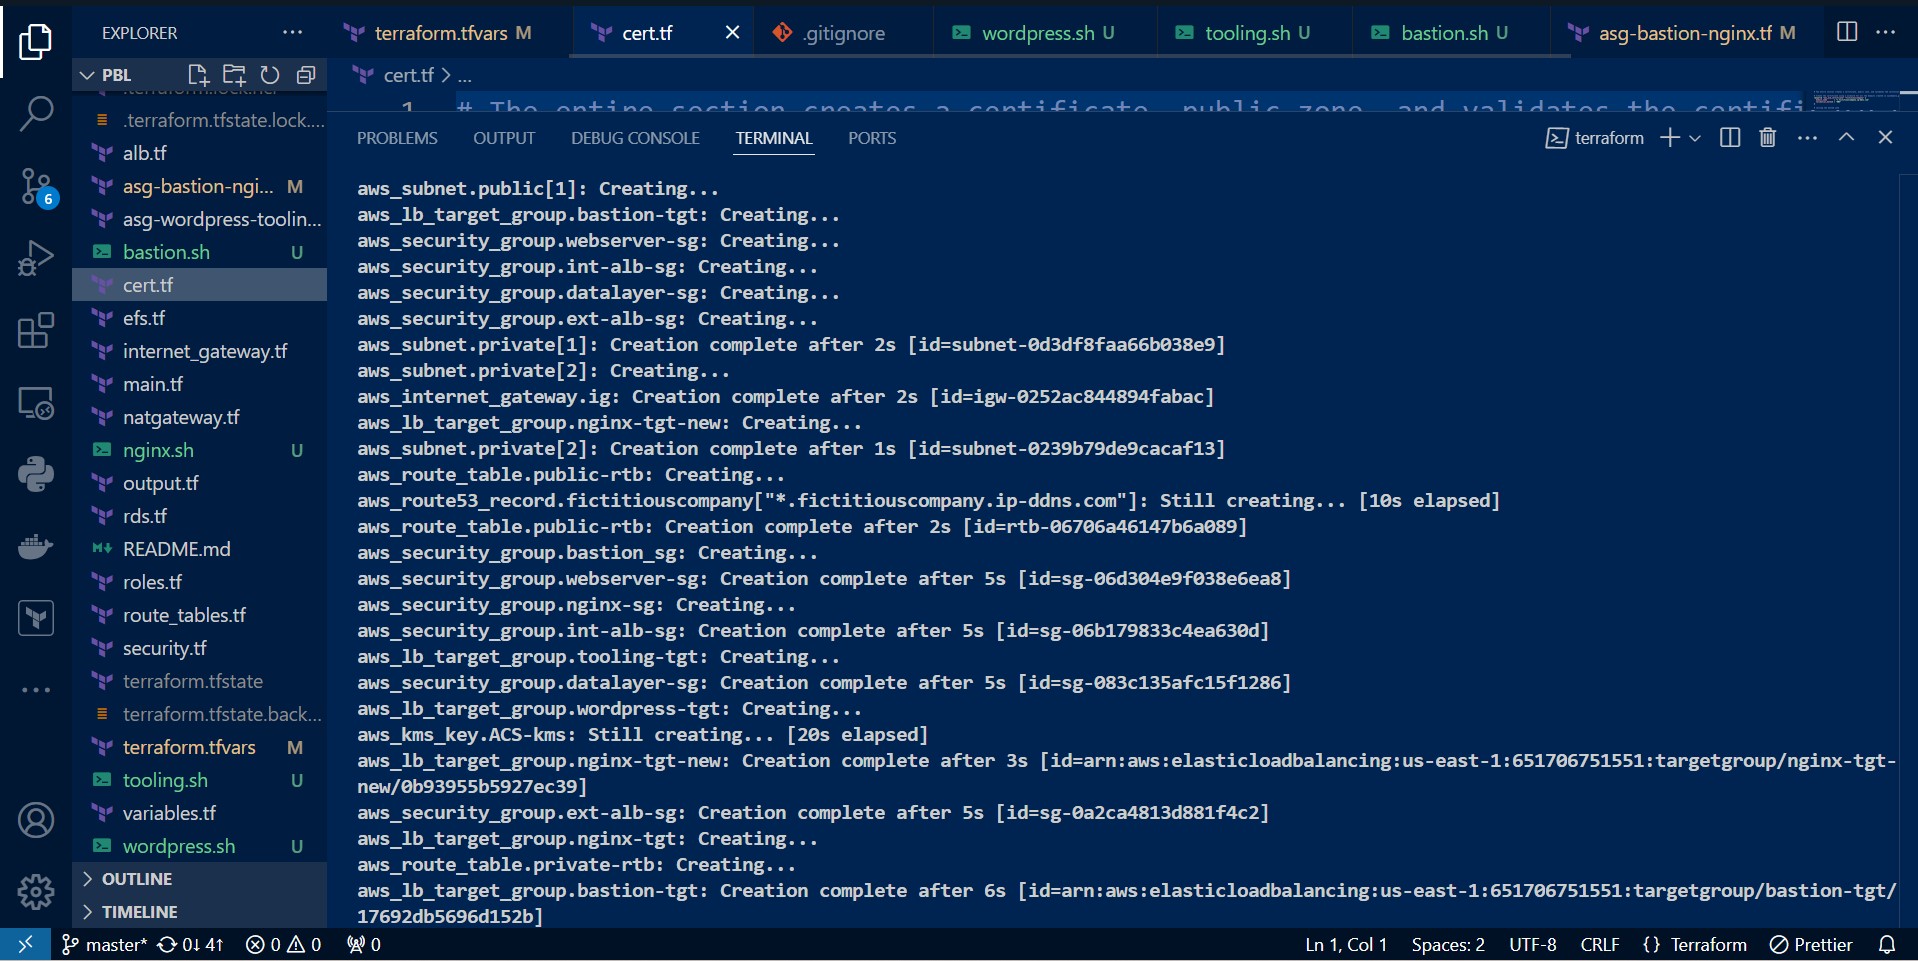 EXPLORER
terraform.tfvars M
cert.tf
.gitignore
wordpress.sh U
tooling.sh U
bastion.sh U
asg-bastion-nginx.tf M
PBL
.terraform.lock.hcl
.terraform.tfstate.lock....
alb.tf
asg-bastion-ngi... M
asg-wordpress-toolin...
bastion.sh U
cert.tf
efs.tf
internet_gateway.tf
main.tf
natgateway.tf
nginx.sh U
output.tf
rds.tf
README.md
roles.tf
route_tables.tf
security.tf
terraform.tfstate
terraform.tfstate.back...
terraform.tfvars M
tooling.sh U
variables.tf
wordpress.sh U
OUTLINE
TIMELINE
6
cert.tf > ...
1 # The entire section creates a certificate, public zone, and validates the certifi
PROBLEMS OUTPUT DEBUG CONSOLE TERMINAL PORTS
terraform
aws_subnet.public[1]: Creating...
aws_lb_target_group.bastion-tgt: Creating...
aws_security_group.webserver-sg: Creating...
aws_security_group.int-alb-sg: Creating...
aws_security_group.datalayer-sg: Creating...
aws_security_group.ext-alb-sg: Creating...
aws_subnet.private[1]: Creation complete after 2s [id=subnet-0d3df8faa66b038e9]
aws_subnet.private[2]: Creating...
aws_internet_gateway.ig: Creation complete after 2s [id=igw-0252ac844894fabac]
aws_lb_target_group.nginx-tgt-new: Creating...
aws_subnet.private[2]: Creation complete after 1s [id=subnet-0239b79de9cacaf13]
aws_route_table.public-rtb: Creating...
aws_route53_record.fictitiouscompany["*.fictitiouscompany.ip-ddns.com"]: Still creating... [10s elapsed]
aws_route_table.public-rtb: Creation complete after 2s [id=rtb-06706a46147b6a089]
aws_security_group.bastion_sg: Creating...
aws_security_group.webserver-sg: Creation complete after 5s [id=sg-06d304e9f038e6ea8]
aws_security_group.nginx-sg: Creating...
aws_security_group.int-alb-sg: Creation complete after 5s [id=sg-06b179833c4ea630d]
aws_lb_target_group.tooling-tgt: Creating...
aws_security_group.datalayer-sg: Creation complete after 5s [id=sg-083c135afc15f1286]
aws_lb_target_group.wordpress-tgt: Creating...
aws_kms_key.ACS-kms: Still creating... [20s elapsed]
aws_lb_target_group.nginx-tgt-new: Creation complete after 3s [id=arn:aws:elasticloadbalancing:us-east-1:651706751551:targetgroup/nginx-tgt-
new/0b93955b5927ec39]
aws_security_group.ext-alb-sg: Creation complete after 5s [id=sg-0a2ca4813d881f4c2]
aws_lb_target_group.nginx-tgt: Creating...
aws_route_table.private-rtb: Creating...
aws_lb_target_group.bastion-tgt: Creation complete after 6s [id=arn:aws:elasticloadbalancing:us-east-1:651706751551:targetgroup/bastion-tgt/
17692db5696d152b]
master* 0↓ 4↑ 0 0 0
Ln 1, Col 1 Spaces: 2 UTF-8 CRLF {} Terraform Prettier